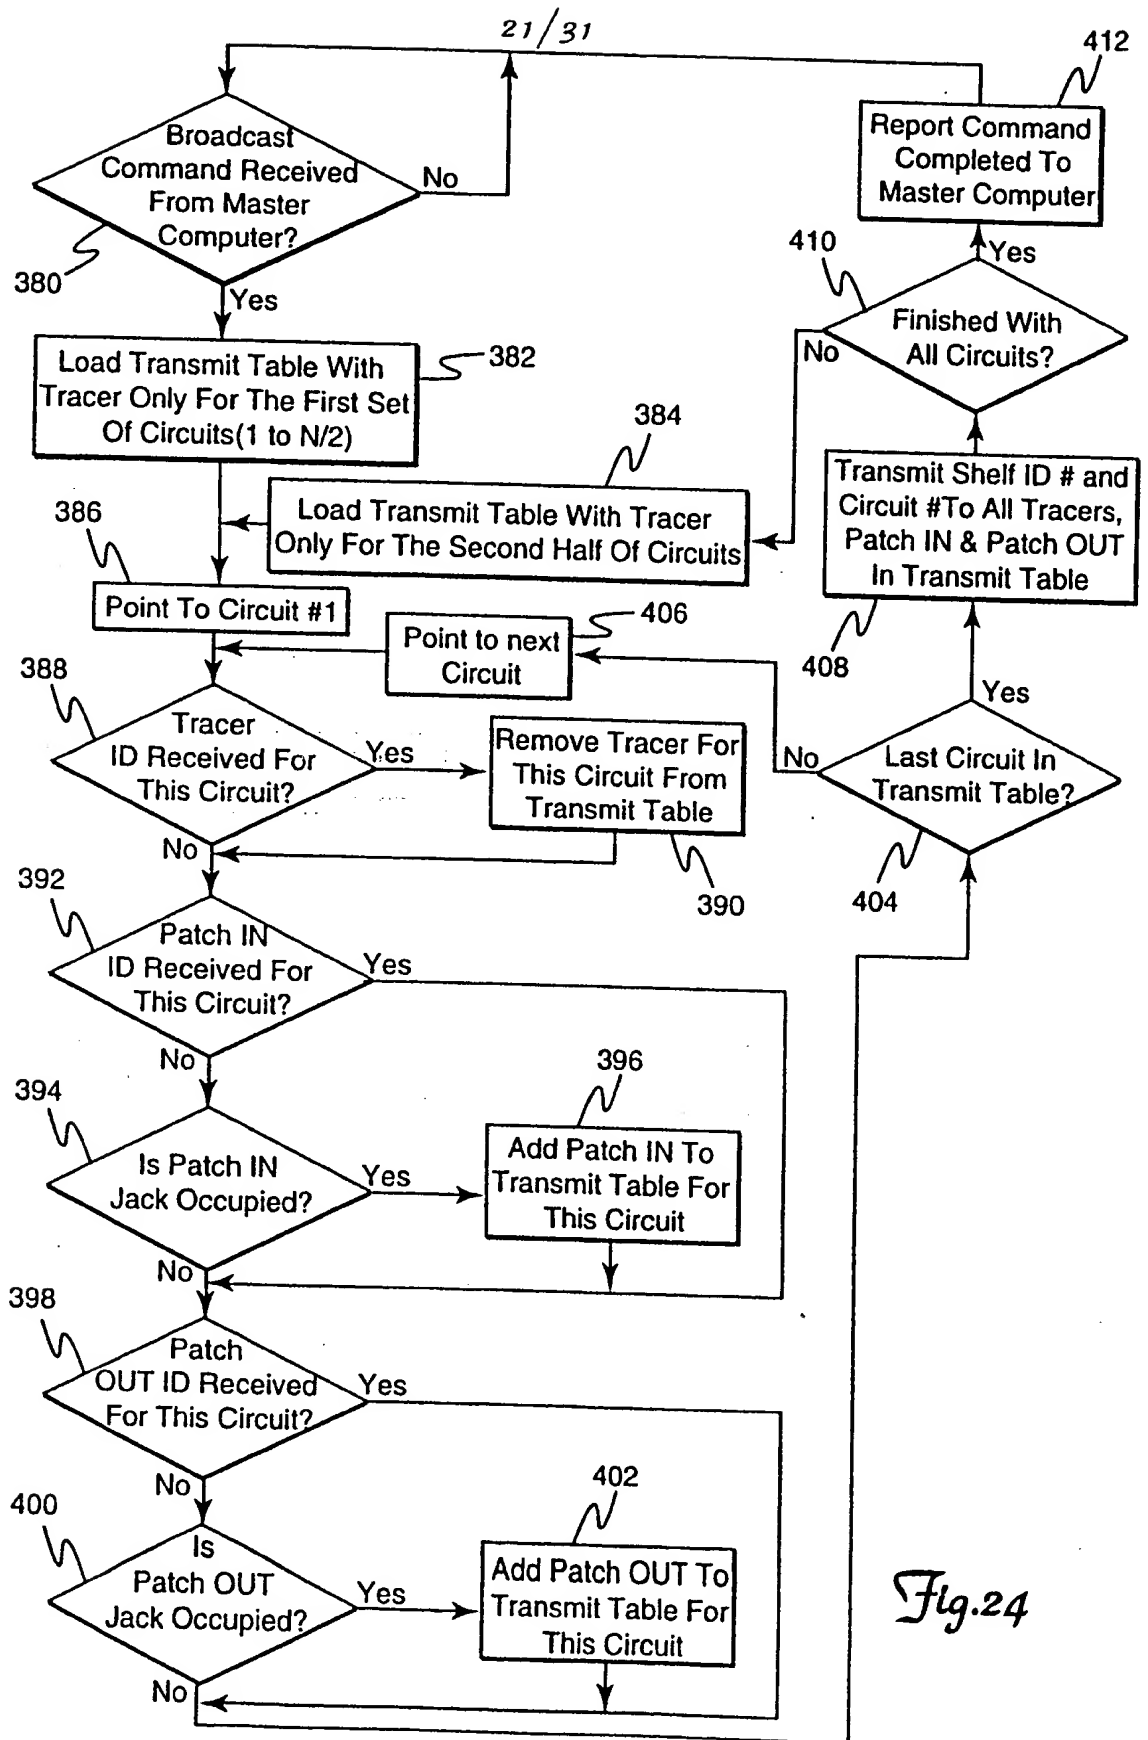 21/31
412
Broadcast
Command Received
From Master
Computer?
No
380
Yes
Report Command
Completed To
Master Computer
410
Yes
Finished With
All Circuits?
No
Load Transmit Table With
Tracer Only For The First Set
Of Circuits(1 to N/2)
382
384
Load Transmit Table With Tracer
Only For The Second Half Of Circuits
Transmit Shelf ID # and
Circuit #To All Tracers,
Patch IN & Patch OUT
In Transmit Table
408
386
Point To Circuit #1
406
Point to next
Circuit
388
Tracer
ID Received For
This Circuit?
Yes
No
Remove Tracer For
This Circuit From
Transmit Table
390
Yes
No
Last Circuit In
Transmit Table?
404
392
Patch IN
ID Received For
This Circuit?
Yes
No
394
Is Patch IN
Jack Occupied?
Yes
No
396
Add Patch IN To
Transmit Table For
This Circuit
398
Patch
OUT ID Received
For This Circuit?
Yes
No
400
Is
Patch OUT
Jack Occupied?
Yes
No
402
Add Patch OUT To
Transmit Table For
This Circuit
Fig.24